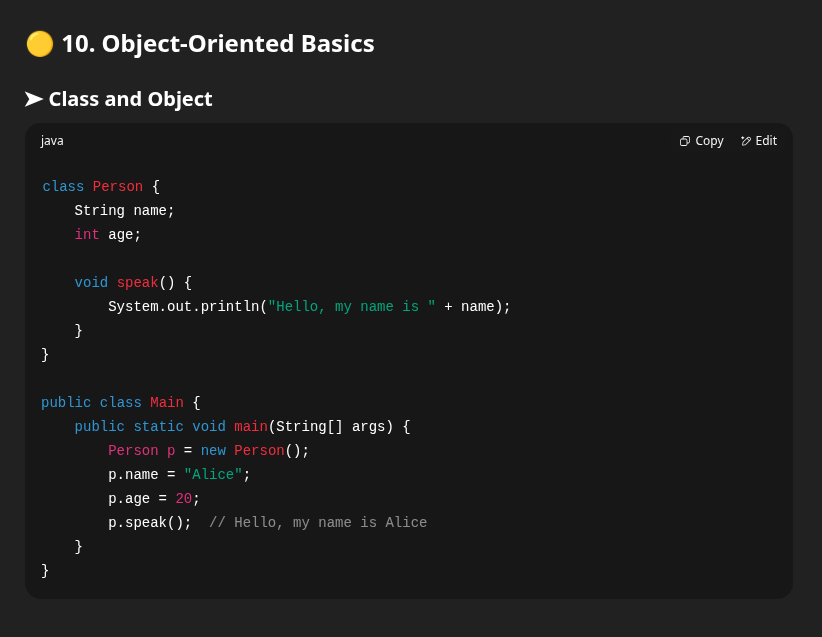 🟡 10. Object-Oriented Basics
➤ Class and Object
java
Copy Edit
class Person {
    String name;
    int age;

    void speak() {
        System.out.println("Hello, my name is " + name);
    }
}

public class Main {
    public static void main(String[] args) {
        Person p = new Person();
        p.name = "Alice";
        p.age = 20;
        p.speak();  // Hello, my name is Alice
    }
}